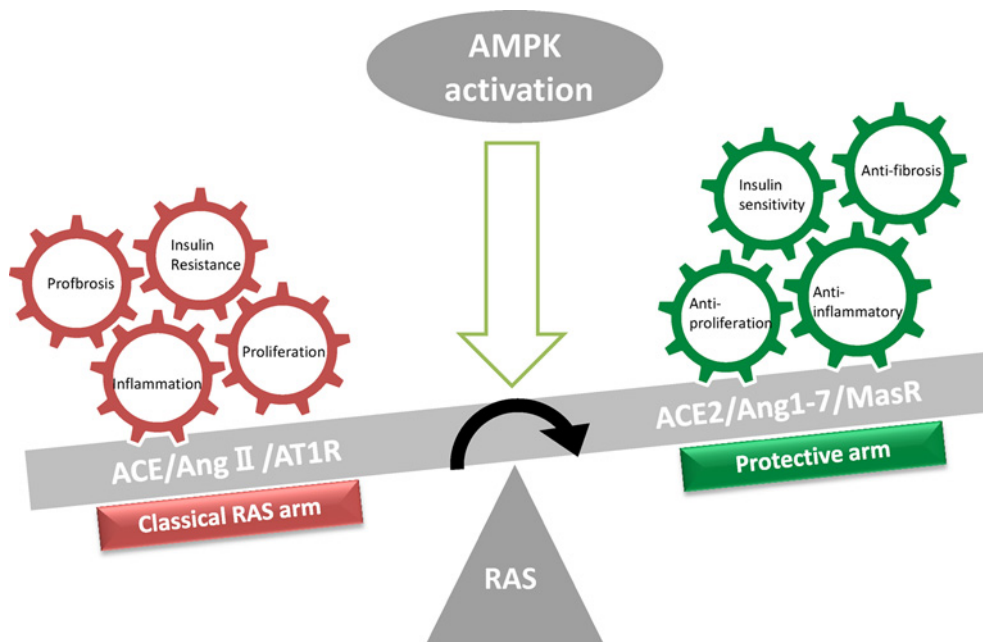 AMPK
activation
Profbrosis
Insulin
Resistance
Inflammation
Proliferation
Insulin
sensitivity
Anti-fibrosis
Anti-
proliferation
Anti-
inflammatory
ACE/Ang Ⅱ /AT1R
Classical RAS arm
ACE2/Ang1-7/MasR
Protective arm
RAS